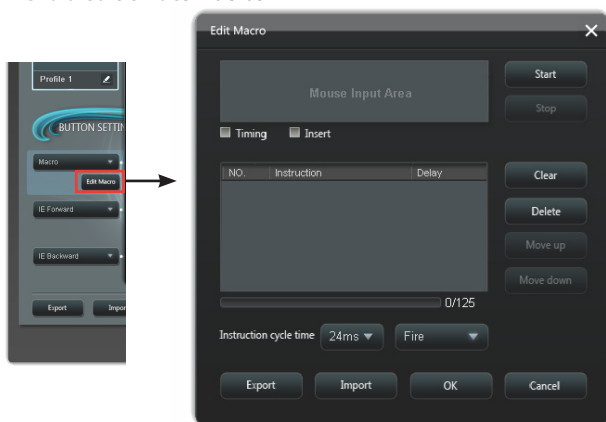 Profile 1
BUTTON SETTIN
Macro
Edit Macro
IE Forward
IE Backward
Export Impor
Edit Macro
Mouse Input Area
Start
Stop
Timing Insert
NO. Instruction Delay
Clear
Delete
Move up
Move down
0/125
Instruction cycle time 24ms Fire
Export Import OK Cancel